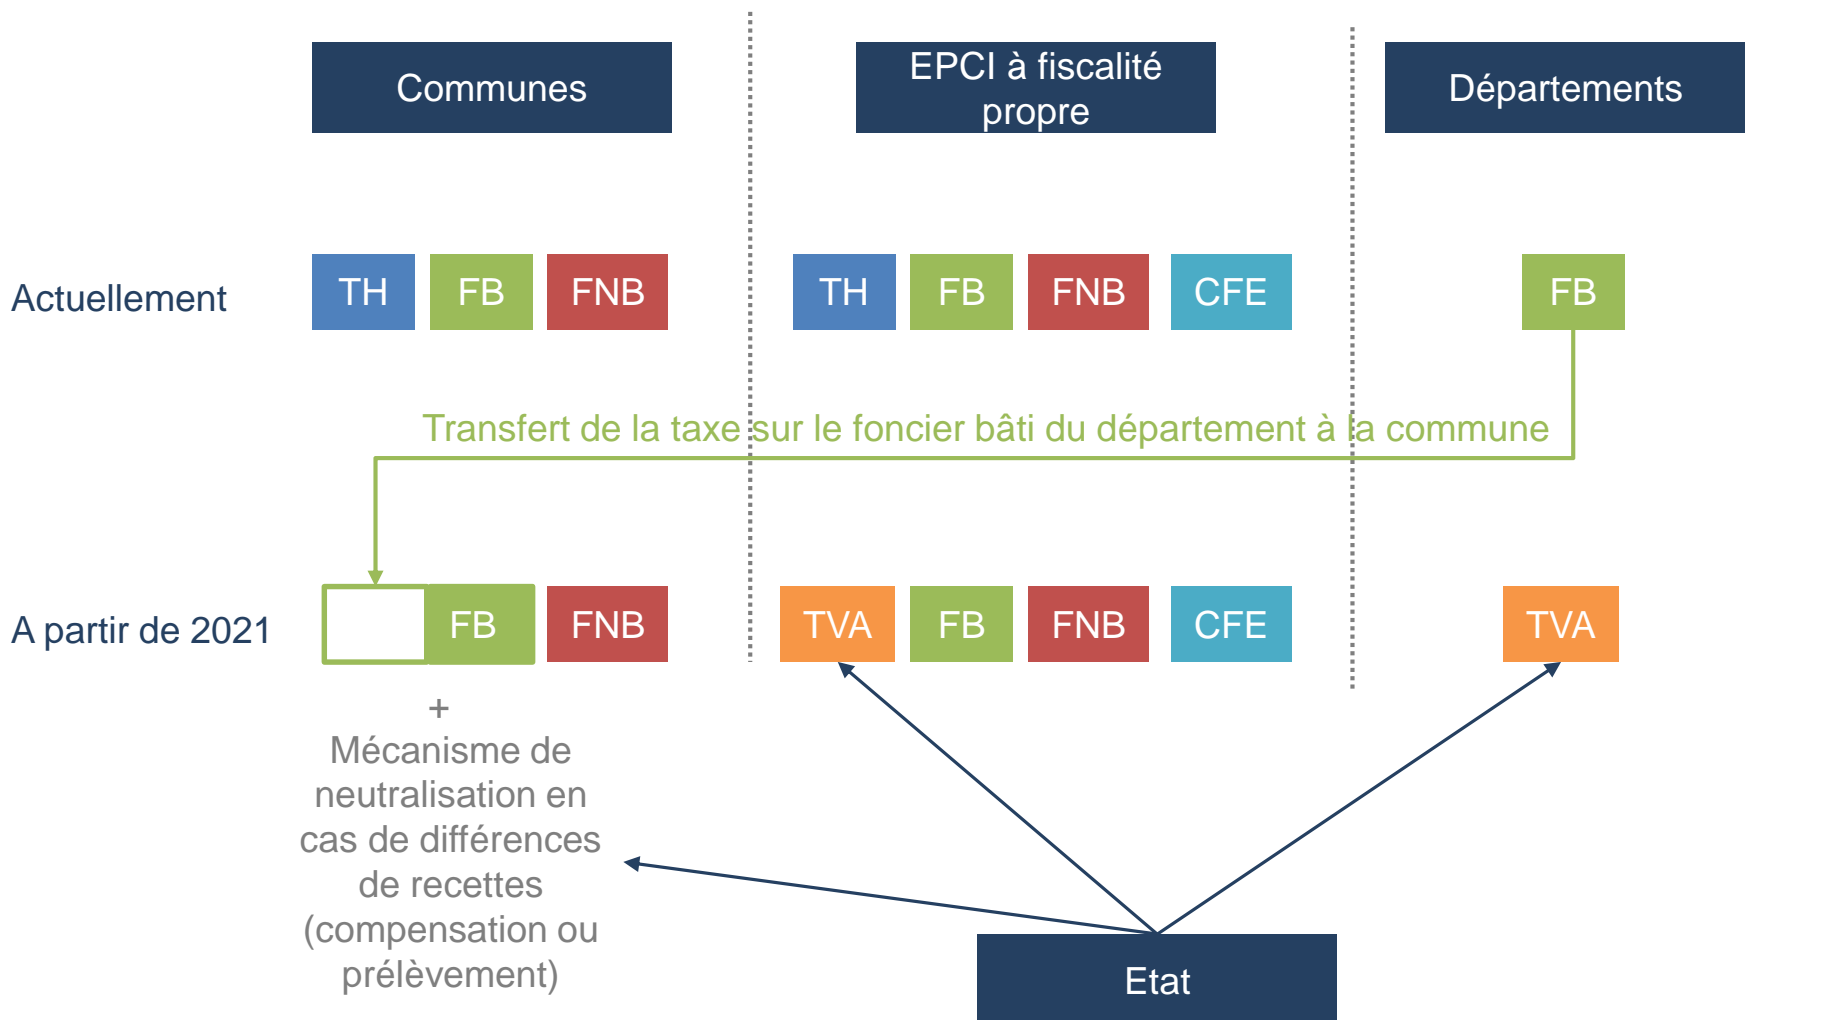 Communes
EPCI à fiscalité
propre
Départements
Actuellement
TH FB FNB
TH FB FNB CFE
FB
Transfert de la taxe sur le foncier bâti du département à la commune
A partir de 2021
FB FNB
TVA FB FNB CFE
TVA
+
Mécanisme de
neutralisation en
cas de différences
de recettes
(compensation ou
prélèvement)
Etat